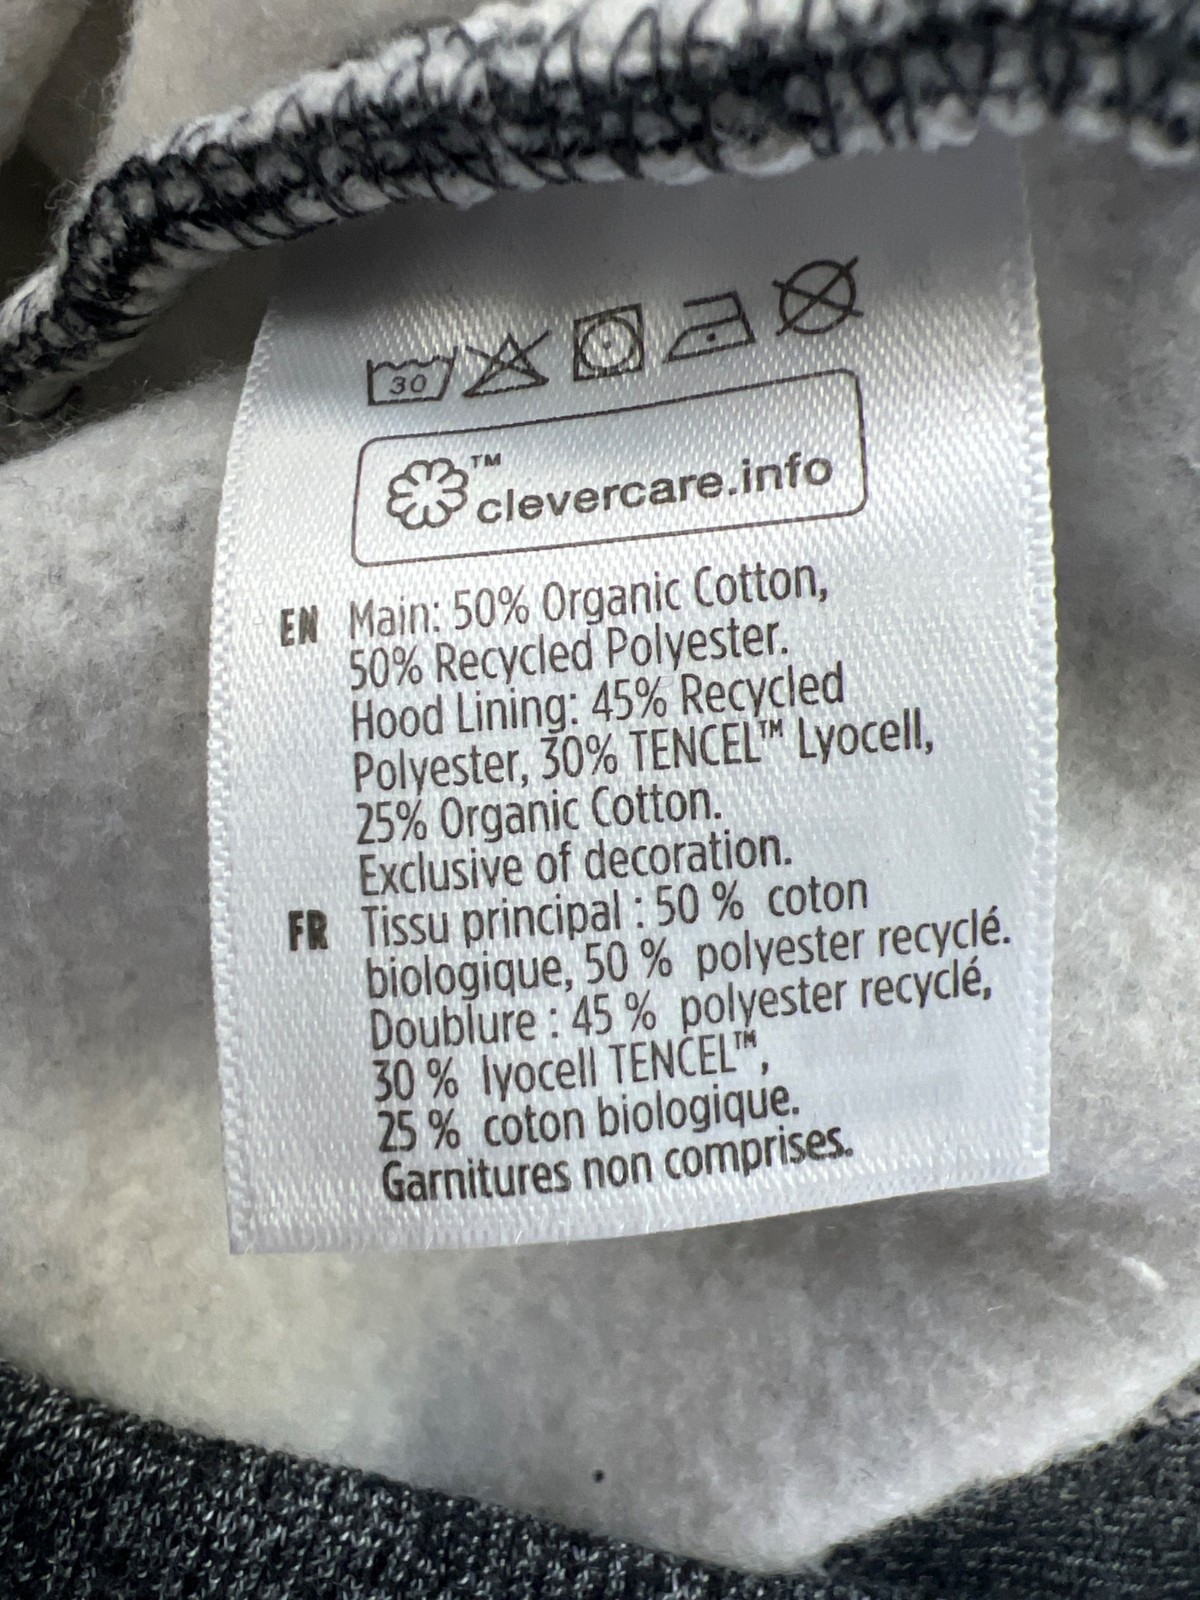 30
™
clevercare.info
EN Main: 50% Organic Cotton,
50% Recycled Polyester.
Hood Lining: 45% Recycled
Polyester, 30% TENCEL™ Lyocell,
25% Organic Cotton.
Exclusive of decoration.
FR Tissu principal : 50 % coton
biologique, 50 % polyester recyclé.
Doublure : 45 % polyester recyclé,
30 % lyocell TENCEL™,
25 % coton biologique.
Garnitures non comprises.